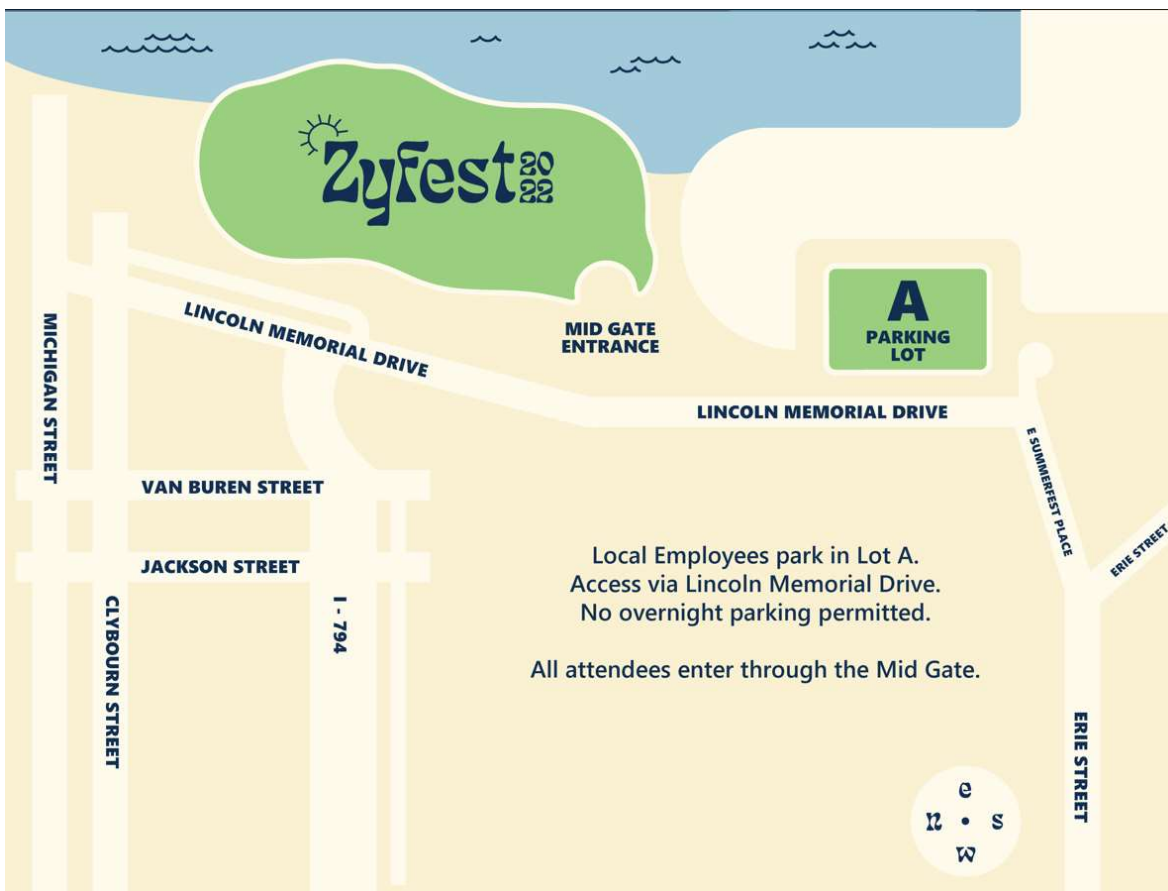 Zyfest 20
22
MICHIGAN STREET
LINCOLN MEMORIAL DRIVE
MID GATE
ENTRANCE
A
PARKING
LOT
LINCOLN MEMORIAL DRIVE
E SUMMERFEST PLACE
VAN BUREN STREET
ERIE STREET
JACKSON STREET
CLYBOURN STREET
I - 794
Local Employees park in Lot A.
Access via Lincoln Memorial Drive.
No overnight parking permitted.
All attendees enter through the Mid Gate.
ERIE STREET
e
n • s
w